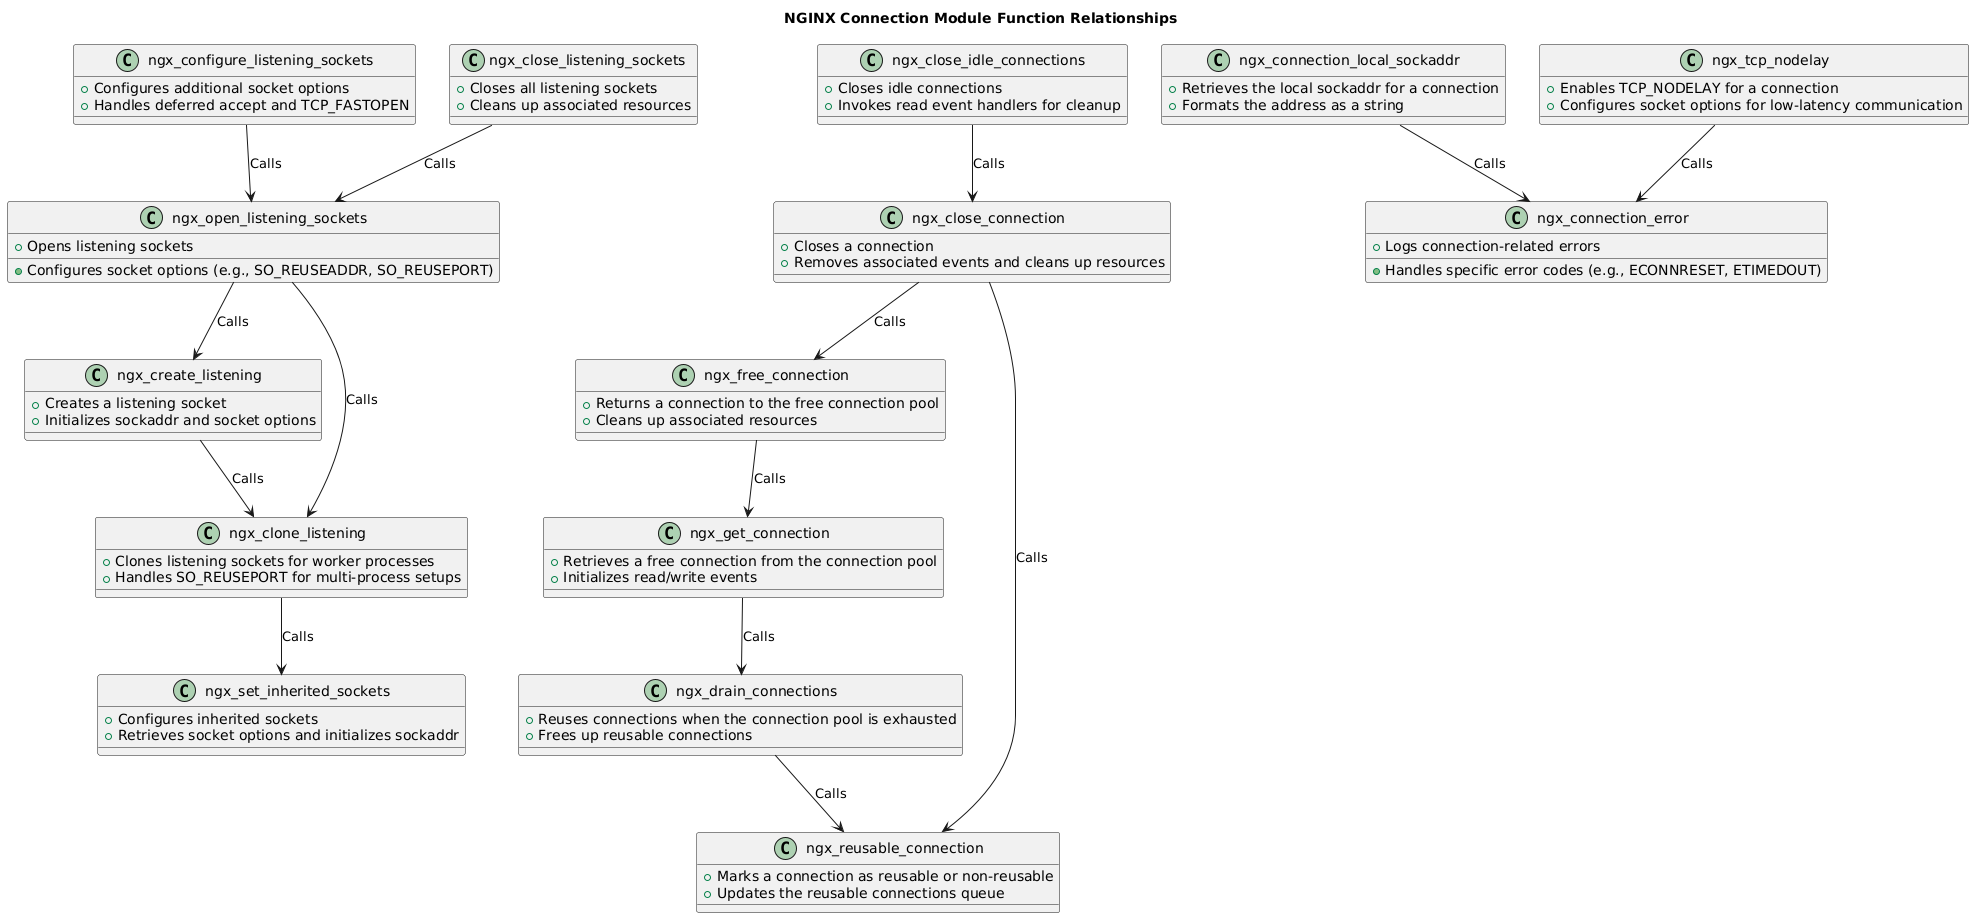 NGINX Connection Module Function Relationships
C ngx_configure_listening_sockets
Configures additional socket options
Handles deferred accept and TCP_FASTOPEN
C ngx_close_listening_sockets
Closes all listening sockets
Cleans up associated resources
C ngx_close_idle_connections
Closes idle connections
Invokes read event handlers for cleanup
C ngx_connection_local_sockaddr
Retrieves the local sockaddr for a connection
Formats the address as a string
C ngx_tcp_nodelay
Enables TCP_NODELAY for a connection
Configures socket options for low-latency communication
Calls
Calls
Calls
Calls
Calls
C ngx_open_listening_sockets
Opens listening sockets
Configures socket options (e.g., SO_REUSEADDR, SO_REUSEPORT)
C ngx_close_connection
Closes a connection
Removes associated events and cleans up resources
C ngx_connection_error
Logs connection-related errors
Handles specific error codes (e.g., ECONNRESET, ETIMEDOUT)
Calls
Calls
C ngx_create_listening
Creates a listening socket
Initializes sockaddr and socket options
Calls
C ngx_free_connection
Returns a connection to the free connection pool
Cleans up associated resources
Calls
Calls
C ngx_clone_listening
Clones listening sockets for worker processes
Handles SO_REUSEPORT for multi-process setups
C ngx_get_connection
Retrieves a free connection from the connection pool
Initializes read/write events
Calls
Calls
Calls
C ngx_set_inherited_sockets
Configures inherited sockets
Retrieves socket options and initializes sockaddr
C ngx_drain_connections
Reuses connections when the connection pool is exhausted
Frees up reusable connections
Calls
C ngx_reusable_connection
Marks a connection as reusable or non-reusable
Updates the reusable connections queue